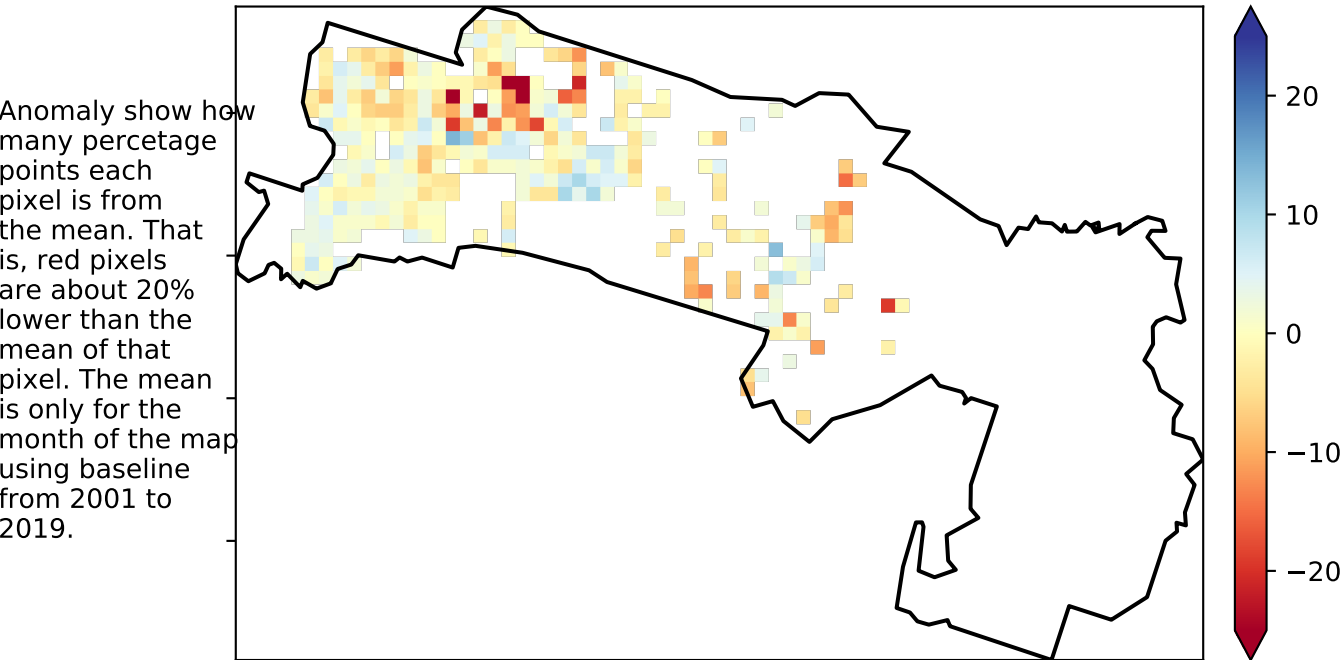 Anomaly show how
many percetage
points each
pixel is from
the mean. That
is, red pixels
are about 20%
lower than the
mean of that
pixel. The mean
is only for the
month of the map
using baseline
from 2001 to
2019.
20
10
0
−10
−20